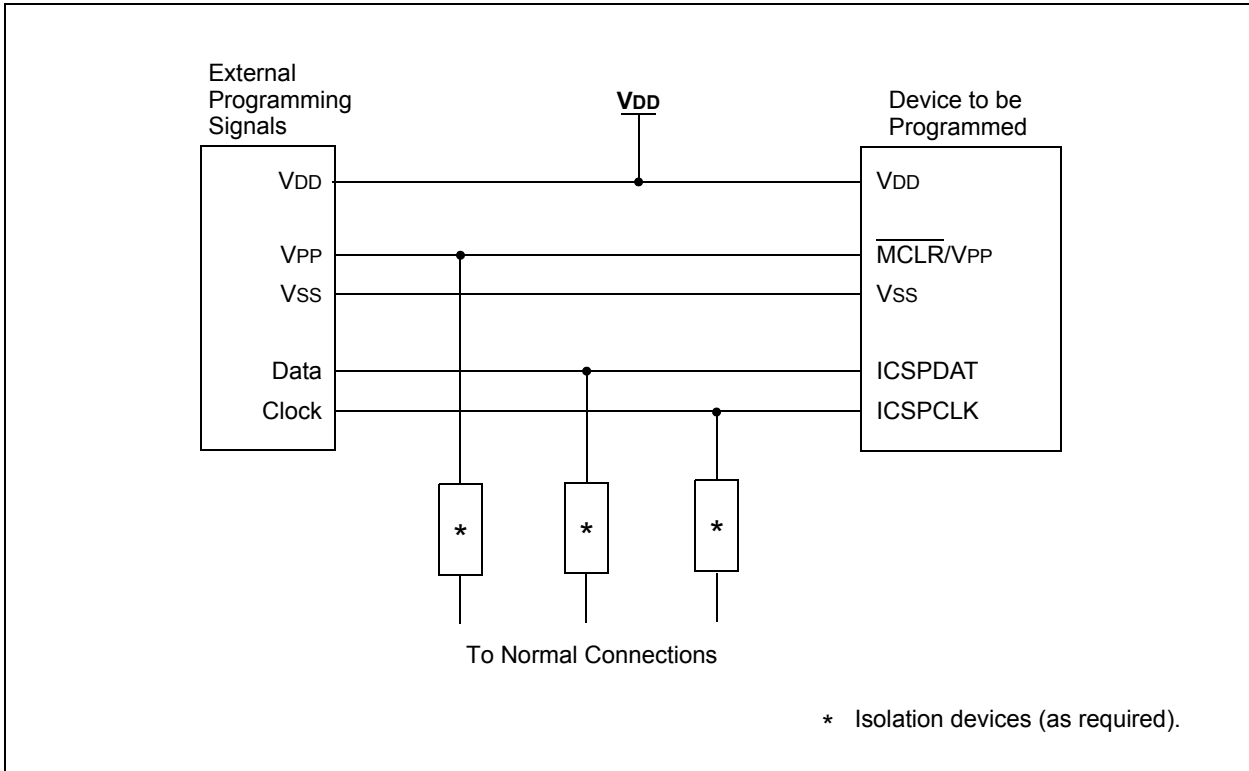 External
Programming
Signals
VDD
Device to be
Programmed
VDD
VDD
VPP
MCLR/VPP
VSS
VSS
Data
ICSPDAT
Clock
ICSPCLK
*
*
*
To Normal Connections
* Isolation devices (as required).